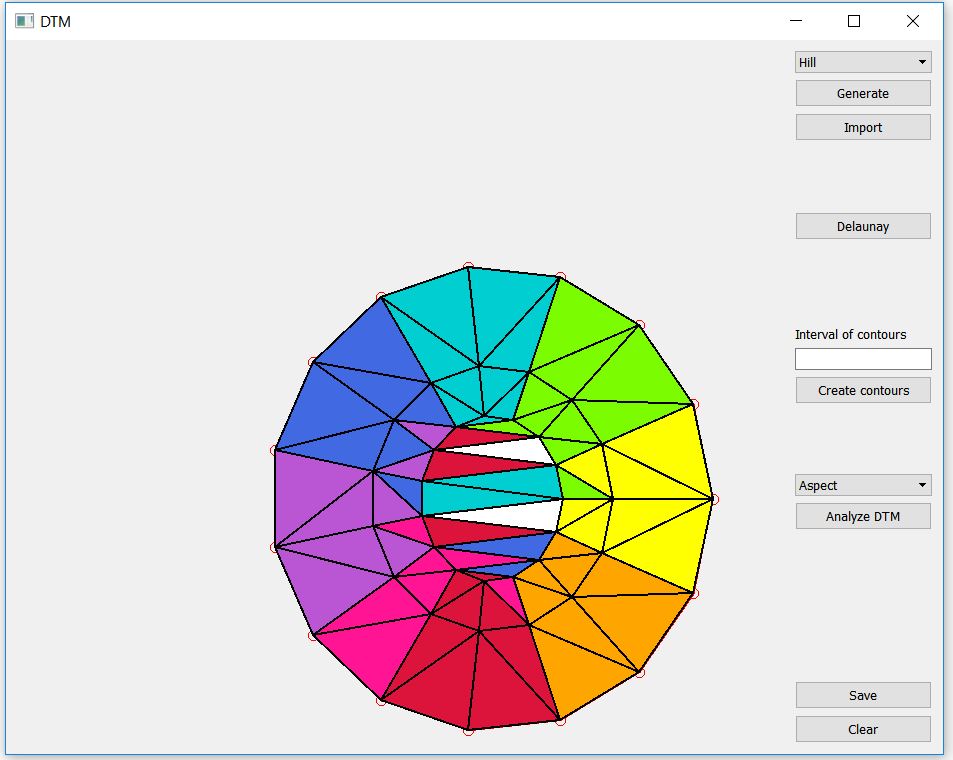 DTM
Hill
Generate
Import
Delaunay
Interval of contours
Create contours
Aspect
Analyze DTM
Save
Clear